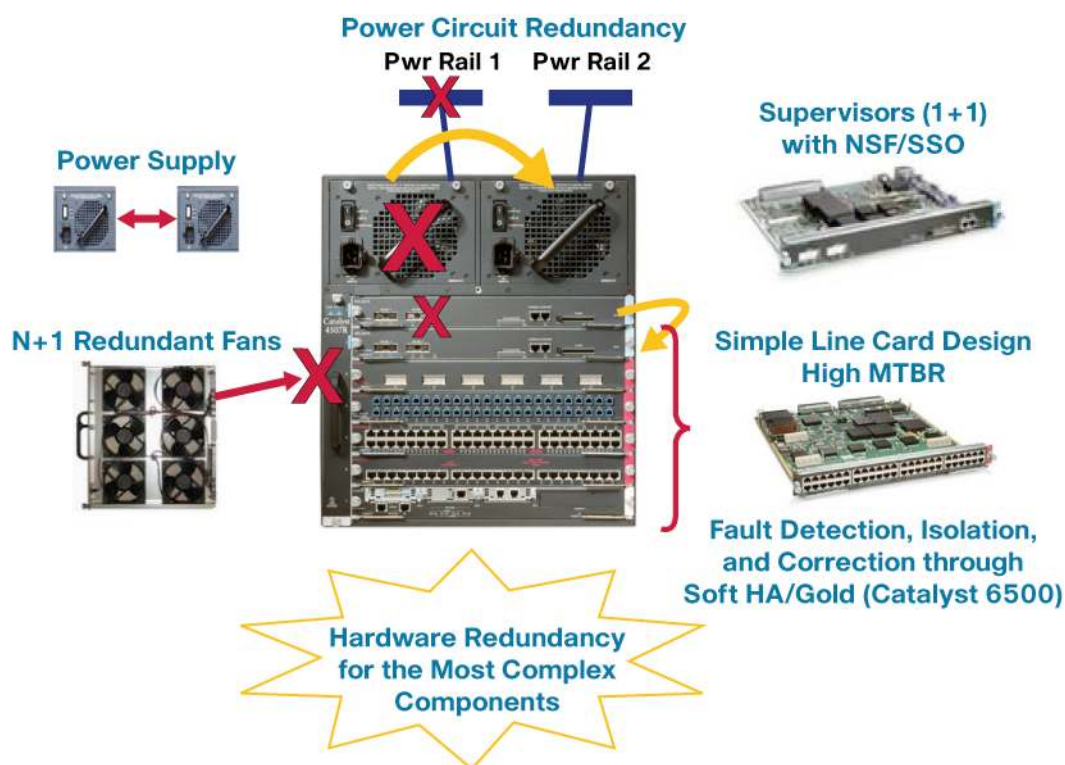 Power Circuit Redundancy
Pwr Rail 1
Pwr Rail 2
Power Supply
Supervisors (1+1)
with NSF/SSO
N+1 Redundant Fans
Catalyst
4507R
Simple Line Card Design
High MTBR
Fault Detection, Isolation,
and Correction through
Soft HA/Gold (Catalyst 6500)
Hardware Redundancy
for the Most Complex
Components